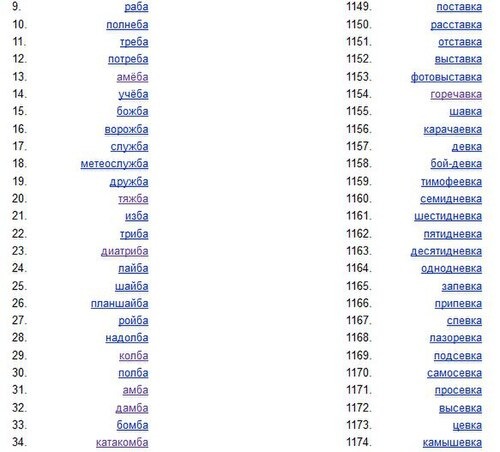 9. раба
10. полнеба
11. треба
12. потреба
13. амёба
14. учёба
15. божба
16. ворожба
17. служба
18. метеослужба
19. дружба
20. тяжба
21. изба
22. триба
23. диатриба
24. лайба
25. шайба
26. планшайба
27. ройба
28. надолба
29. колба
30. полба
31. амба
32. дамба
33. бомба
34. катакомба
1149. поставка
1150. расставка
1151. отставка
1152. выставка
1153. фотовыставка
1154. горечавка
1155. шавка
1156. карачаевка
1157. девка
1158. бой-девка
1159. тимофеевка
1160. семидневка
1161. шестидневка
1162. пятидневка
1163. десятидневка
1164. однодневка
1165. запевка
1166. припевка
1167. спевка
1168. лазоревка
1169. подсевка
1170. самосевка
1171. просевка
1172. высевка
1173. цевка
1174. камышевка